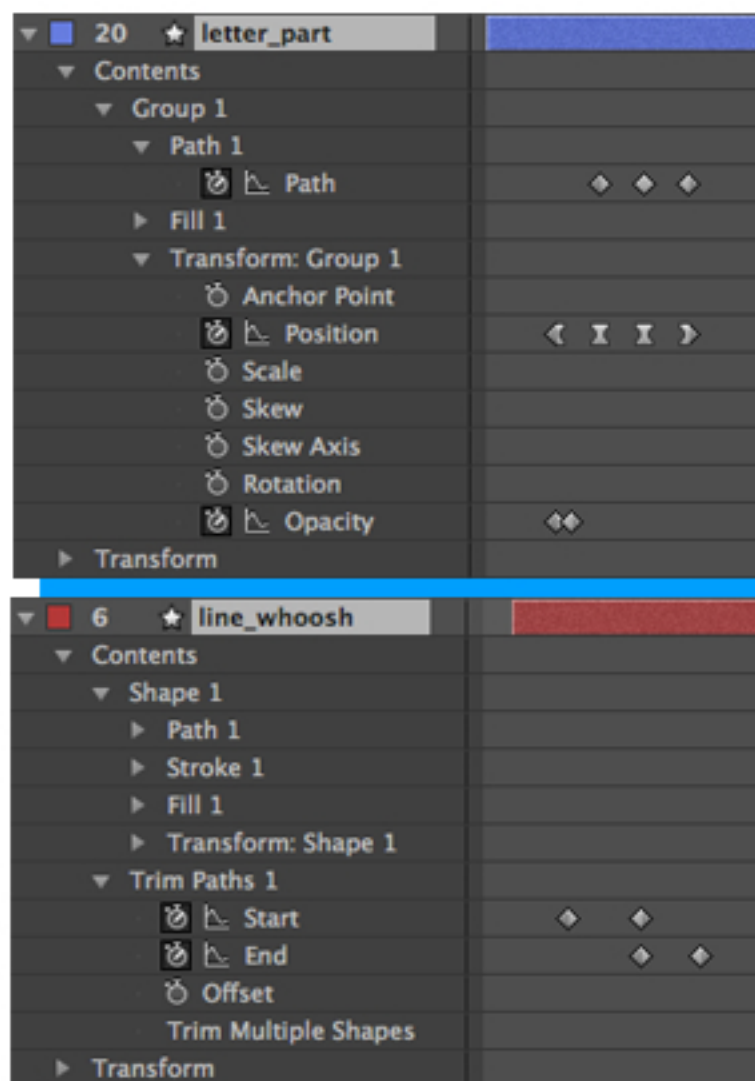 20 letter_part
Contents
Group 1
Path 1
Path
Fill 1
Transform: Group 1
Anchor Point
Position
Scale
Skew
Skew Axis
Rotation
Opacity
Transform
6 line_whoosh
Contents
Shape 1
Path 1
Stroke 1
Fill 1
Transform: Shape 1
Trim Paths 1
Start
End
Offset
Trim Multiple Shapes
Transform